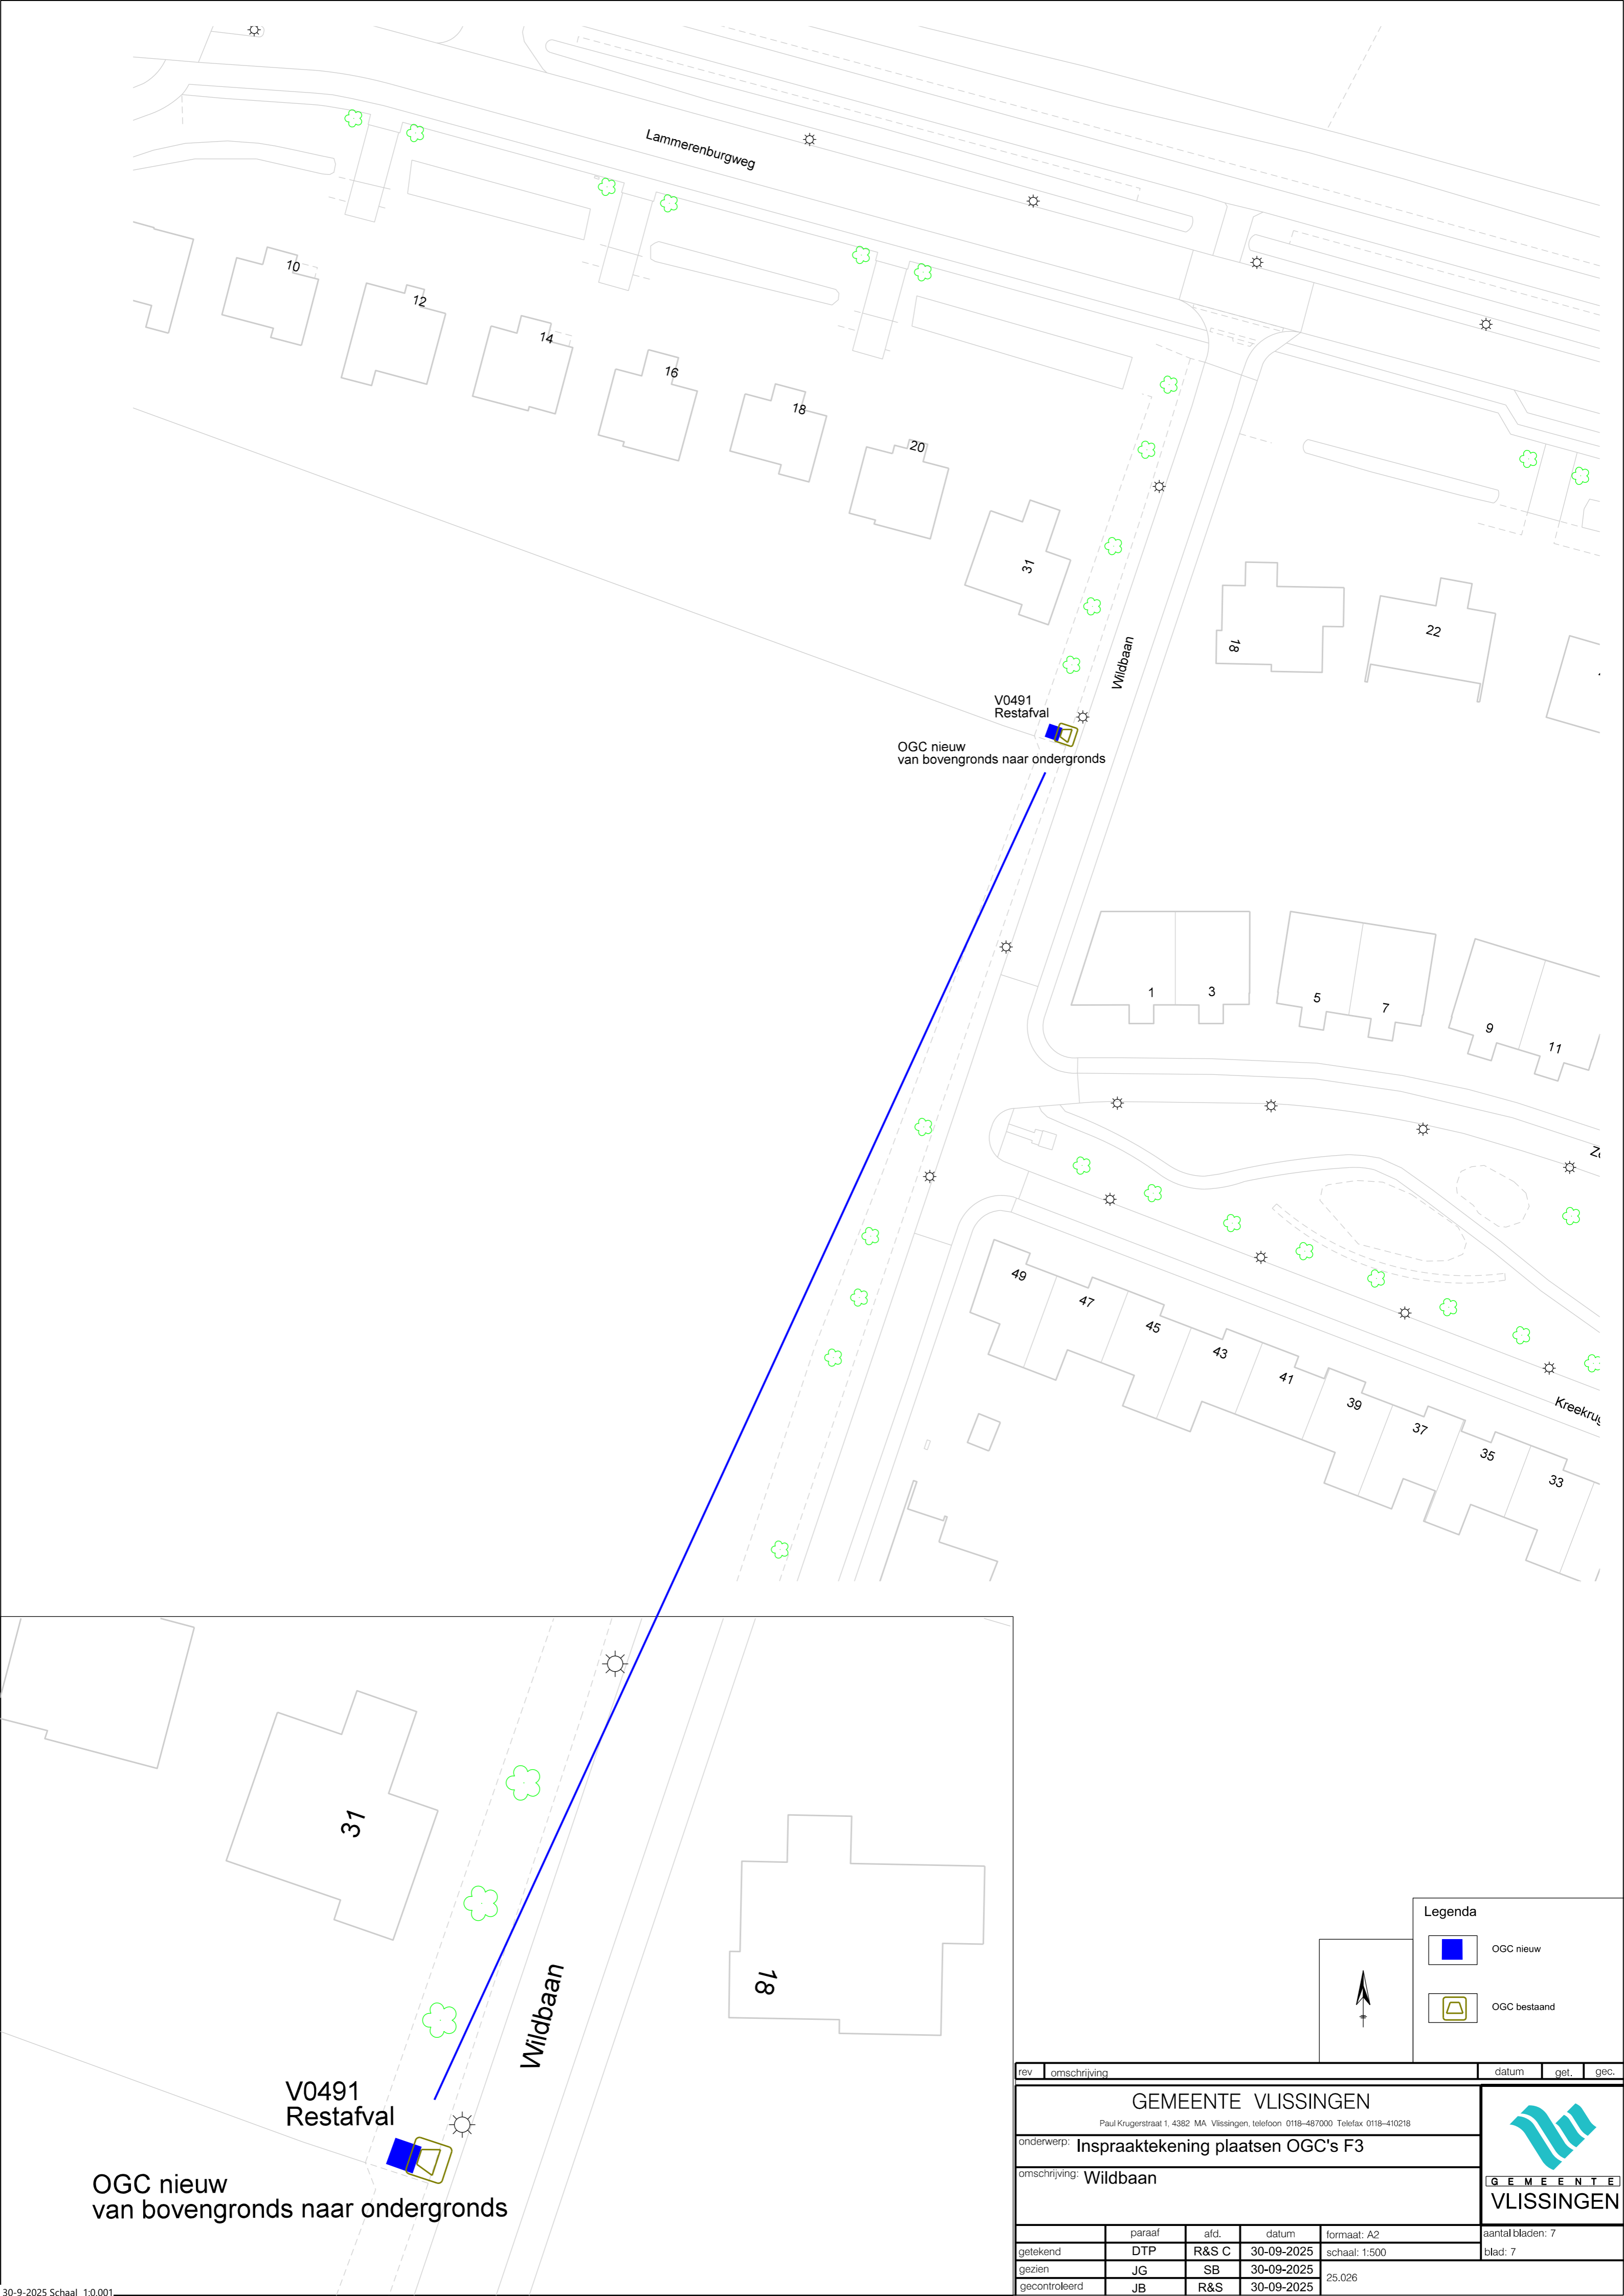 Lammerenburgweg
10
12
14
16
18
20
31
18
22
Wildbaan
V0491
Restafval
OGC nieuw
van bovengronds naar ondergronds
1
3
5
7
9
11
49
47
45
43
41
39
37
35
33
31
Wildbaan
18
V0491
Restafval
OGC nieuw
van bovengronds naar ondergronds
Legenda
OGC nieuw
OGC bestaand
rev omschrijving datum get. gec.
GEMEENTE VLISSINGEN
Paul Krugerstraat 1, 4382 MA Vlissingen, telefoon 0118-487000 Telefax 0118-410218
onderwerp: Inspraaktekening plaatsen OGC's F3
omschrijving: Wildbaan
GEMEENTE
VLISSINGEN
paraaf afd. datum formaat: A2 aantal bladen: 7
getekend DTP R&S C 30-09-2025 schaal: 1:500 blad: 7
gezien JG SB 30-09-2025
25.026
gecontroleerd JB R&S 30-09-2025
30-9-2025 Schaal 1:0.001